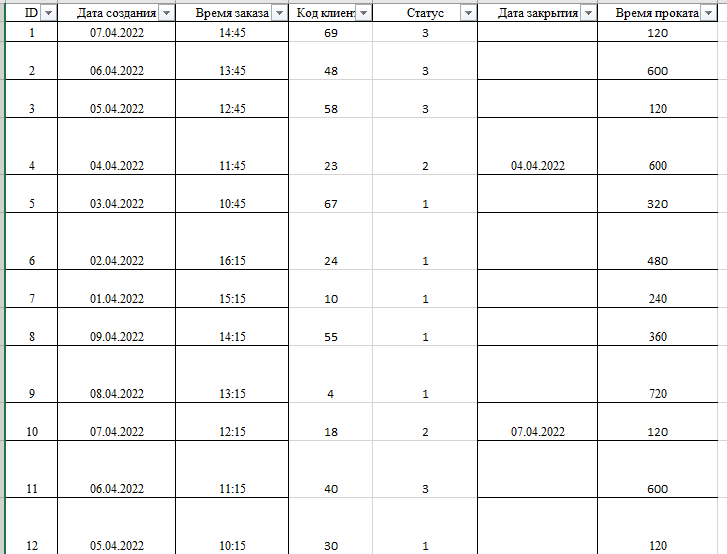 ID Дата создания Время заказа Код клиент Статус Дата закрытия Время проката
1 07.04.2022 14:45 69 3 120
2 06.04.2022 13:45 48 3 600
3 05.04.2022 12:45 58 3 120
4 04.04.2022 11:45 23 2 04.04.2022 600
5 03.04.2022 10:45 67 1 320
6 02.04.2022 16:15 24 1 480
7 01.04.2022 15:15 10 1 240
8 09.04.2022 14:15 55 1 360
9 08.04.2022 13:15 4 1 720
10 07.04.2022 12:15 18 2 07.04.2022 120
11 06.04.2022 11:15 40 3 600
12 05.04.2022 10:15 30 1 120